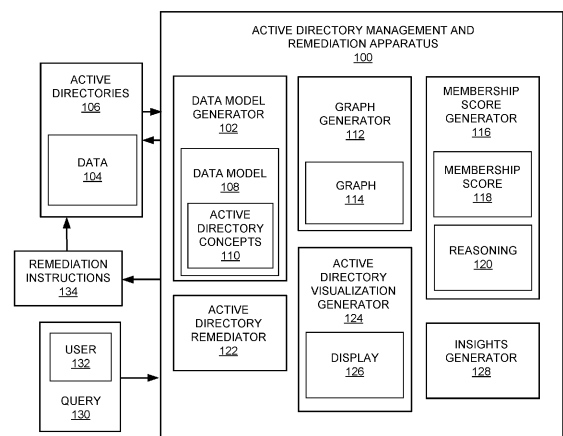 ACTIVE DIRECTORY MANAGEMENT AND
REMEDIATION APPARATUS
100
ACTIVE
DIRECTORIES
106
DATA
104
REMEDIATION
INSTRUCTIONS
134
USER
132
QUERY
130
DATA MODEL
GENERATOR
102
DATA MODEL
108
ACTIVE
DIRECTORY
CONCEPTS
110
ACTIVE
DIRECTORY
REMEDIATOR
122
GRAPH
GENERATOR
112
GRAPH
114
ACTIVE
DIRECTORY
VISUALIZATION
GENERATOR
124
DISPLAY
126
MEMBERSHIP
SCORE
GENERATOR
116
MEMBERSHIP
SCORE
118
REASONING
120
INSIGHTS
GENERATOR
128